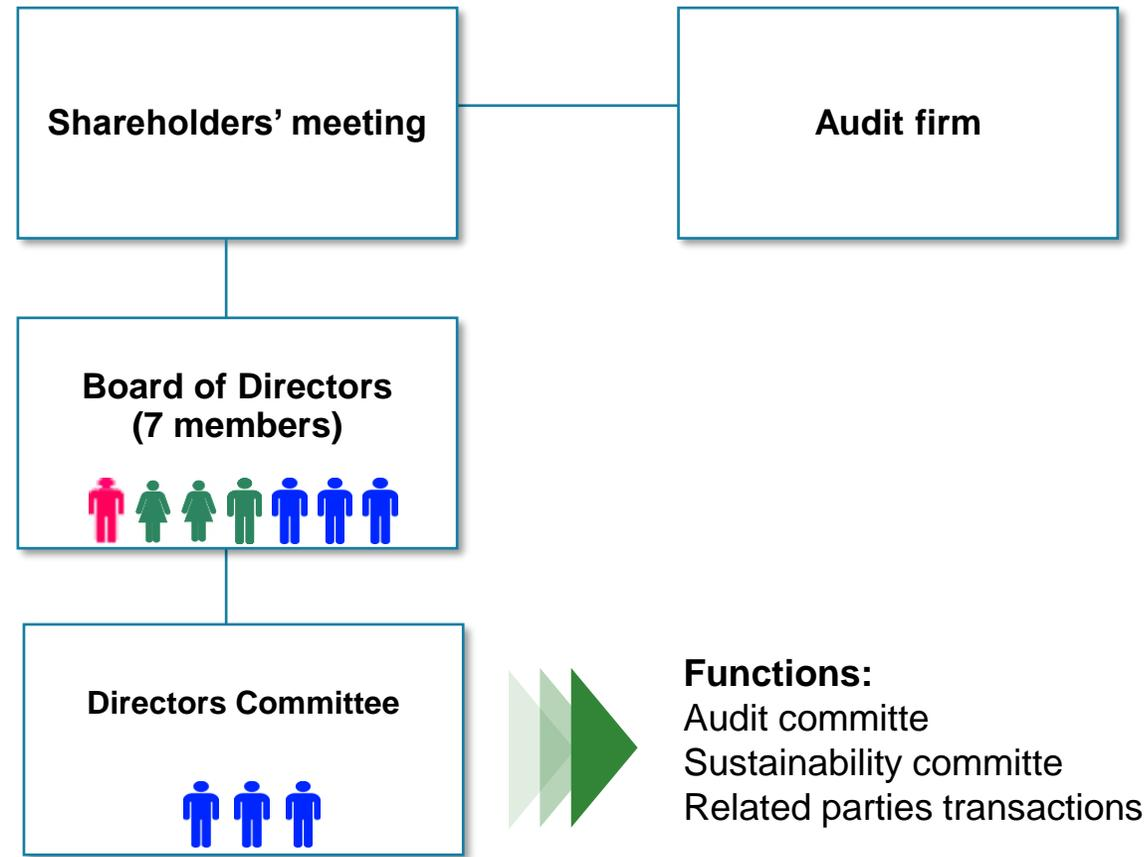 Shareholders’ meeting
Audit firm
Board of Directors
(7 members)
Directors Committee
Functions:
Audit committe
Sustainability committe
Related parties transactions